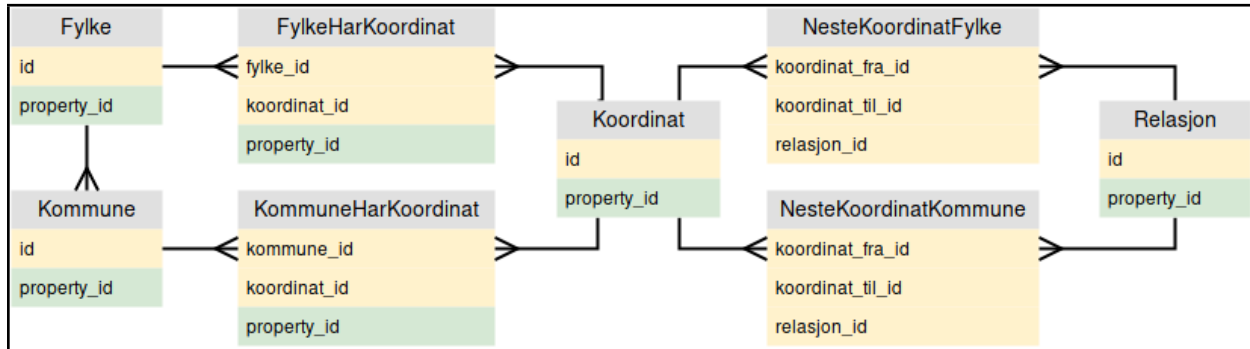 Fylke
id
property_id
FylkeHarKoordinat
fylke_id
koordinat_id
property_id
Kommune
id
property_id
KommuneHarKoordinat
kommune_id
koordinat_id
property_id
Koordinat
id
property_id
NesteKoordinatFylke
koordinat_fra_id
koordinat_til_id
relasjon_id
NesteKoordinatKommune
koordinat_fra_id
koordinat_til_id
relasjon_id
Relasjon
id
property_id